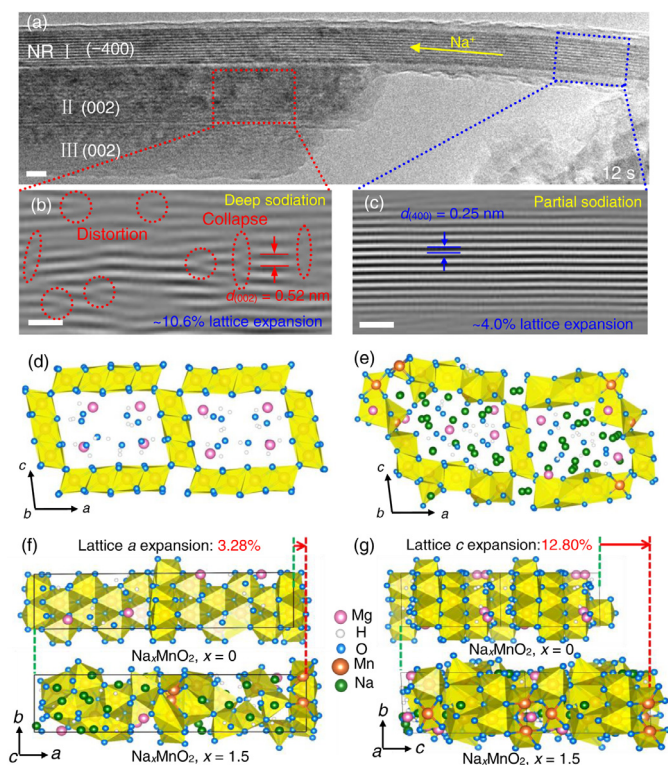 (a)
NR I (−400)
Na⁺
II (002)
III (002)
12 s
(b) Deep sodiation
Distortion
Collapse
d(002) = 0.52 nm
~10.6% lattice expansion
(c) Partial sodiation
d(400) = 0.25 nm
~4.0% lattice expansion
(d)
c
b
a
(e)
c
b
a
(f)
Lattice a expansion: 3.28%
NaxMnO2, x = 0
b
c
a
NaxMnO2, x = 1.5
(g)
Lattice c expansion:12.80%
NaxMnO2, x = 0
b
a
c
NaxMnO2, x = 1.5
Mg
H
O
Mn
Na